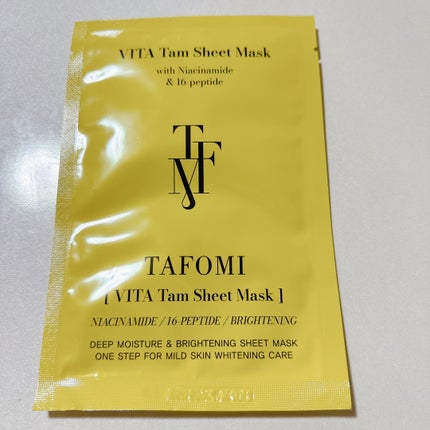 VITA Tam Sheet Mask
with Niacinamide
& 16-peptide
TFM
TAFOMI
[ VITA Tam Sheet Mask ]
NIACINAMIDE / 16-PEPTIDE / BRIGHTENING
DEEP MOISTURE & BRIGHTENING SHEET MASK
ONE STEP FOR MILD SKIN WHITENING CARE